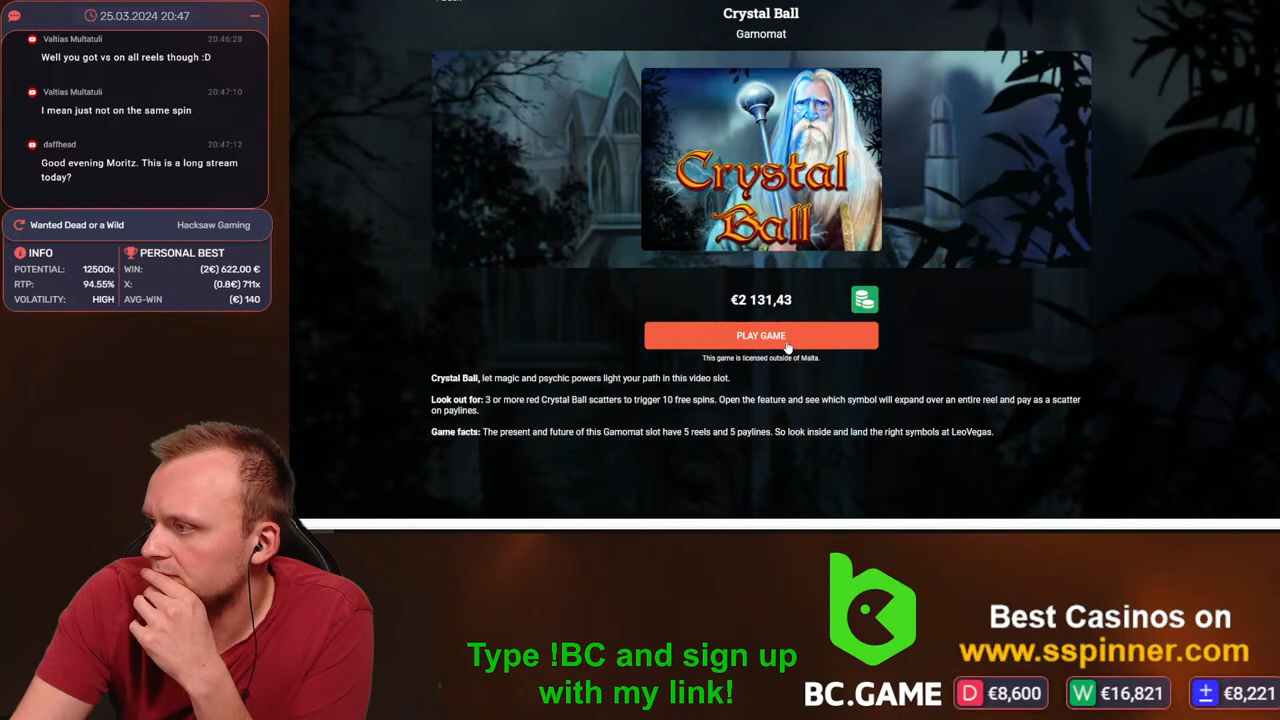 25.03.2024 20:47
Valtias Multatuli 20:46:28
Well you got vs on all reels though :D
Valtias Multatuli 20:47:10
I mean just not on the same spin
daffhead 20:47:12
Good evening Moritz. This is a long stream
today?
Wanted Dead or a Wild Hacksaw Gaming
INFO
POTENTIAL: 12500x
RTP: 94.55%
VOLATILITY: HIGH
PERSONAL BEST
WIN: (2€) 622,00 €
X: (0.8€) 711x
AVG-WIN (€) 140
Crystal Ball
Gamomat
Crystal
Ball
€2 131,43
PLAY GAME
This game is licensed outside of Malta.
Crystal Ball, let magic and psychic powers light your path in this video slot.
Look out for: 3 or more red Crystal Ball scatters to trigger 10 free spins. Open the feature and see which symbol will expand over an entire reel and pay as a scatter
on paylines.
Game facts: The present and future of this Gamomat slot have 5 reels and 5 paylines. So look inside and land the right symbols at LeoVegas.
Type !BC and sign up
with my link!
BC.GAME
Best Casinos on
www.sspinner.com
D €8,600
W €16,821
± €8,221